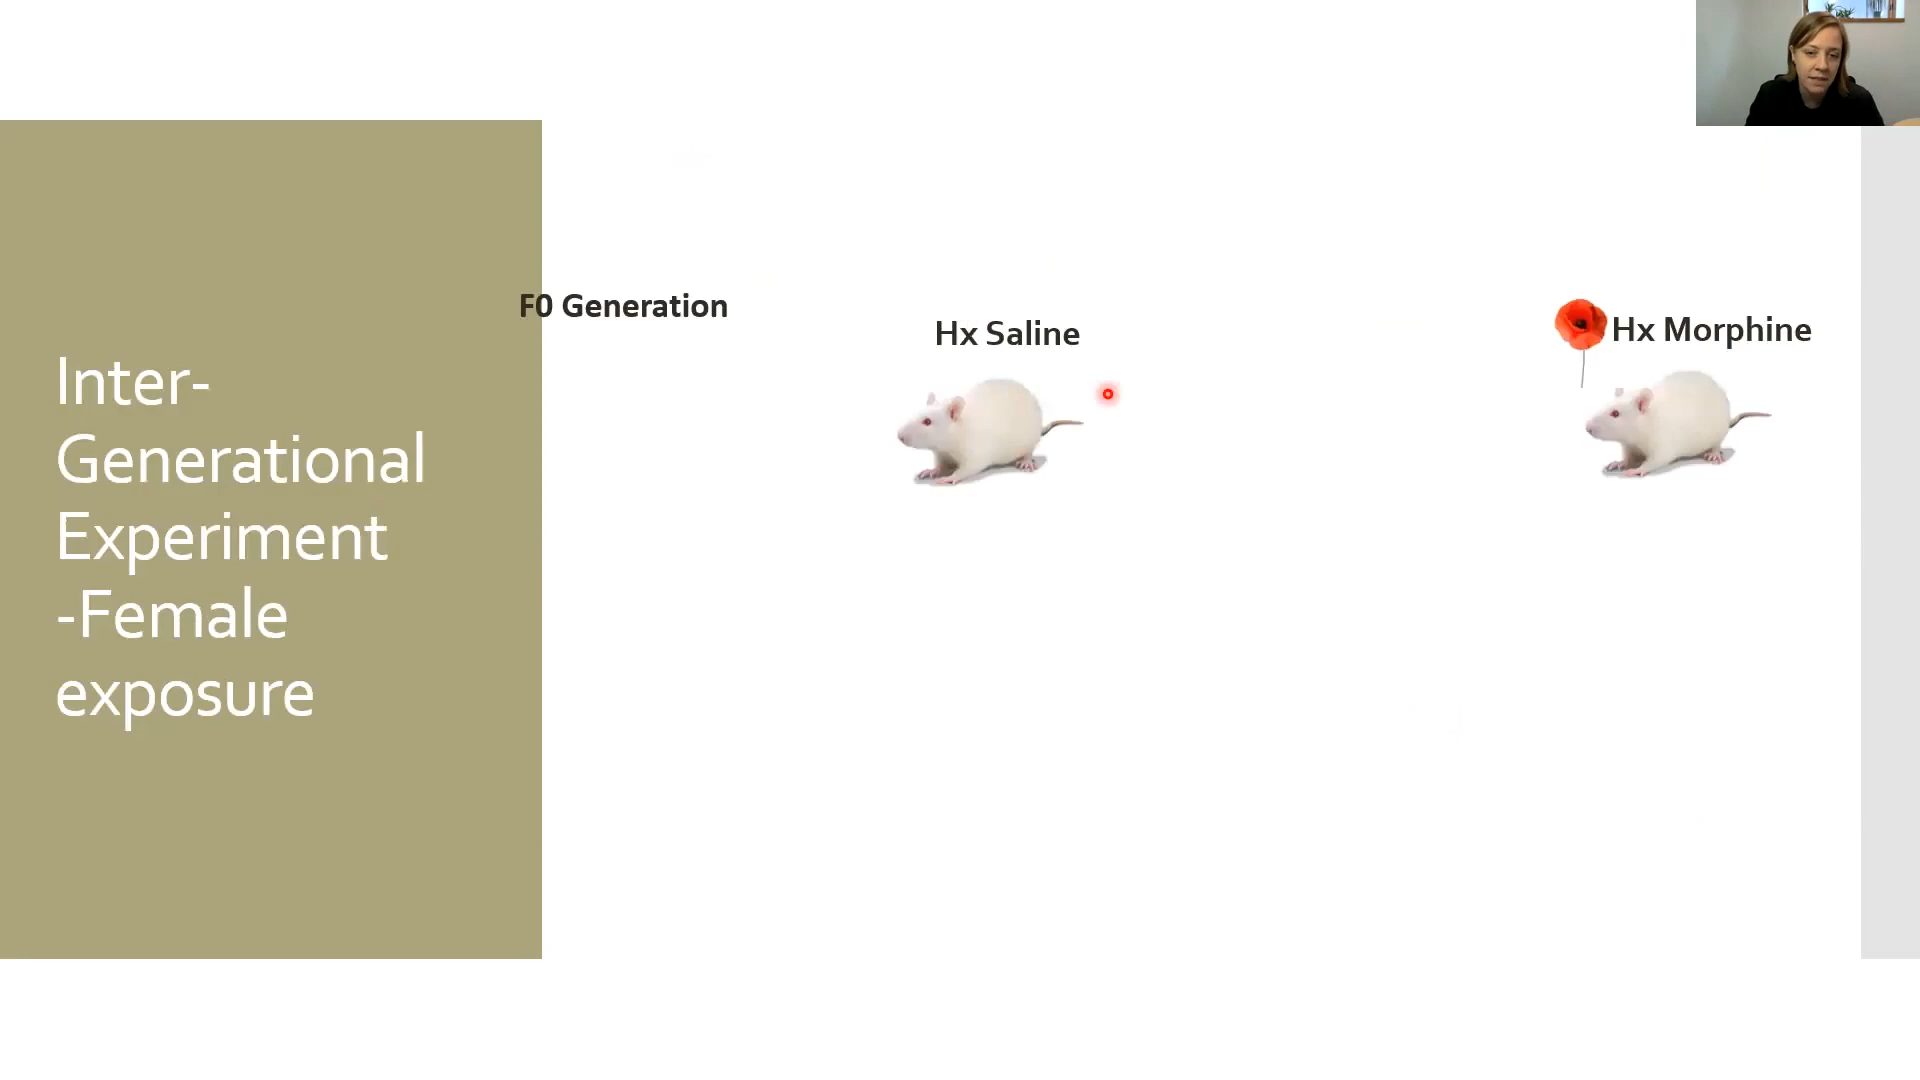 Inter-
Generational
Experiment
-Female
exposure
F0 Generation
Hx Saline
Hx Morphine